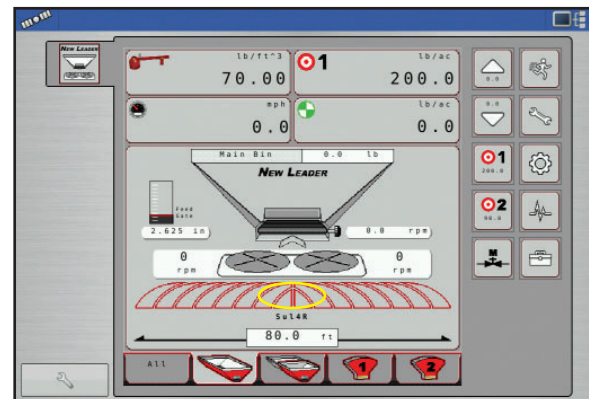 NEW LEADER
lb/ft^3
70.00
1
lb/ac
200.0
0.0
mph
0.0
lb/ac
0.0
0.0
Main Bin
0.0 lb
NEW LEADER
1
200.0
Feed
Gate
2.625 in
0.0 rpm
2
90.0
0
rpm
0
rpm
M
Sul4R
80.0 ft
All
1
2